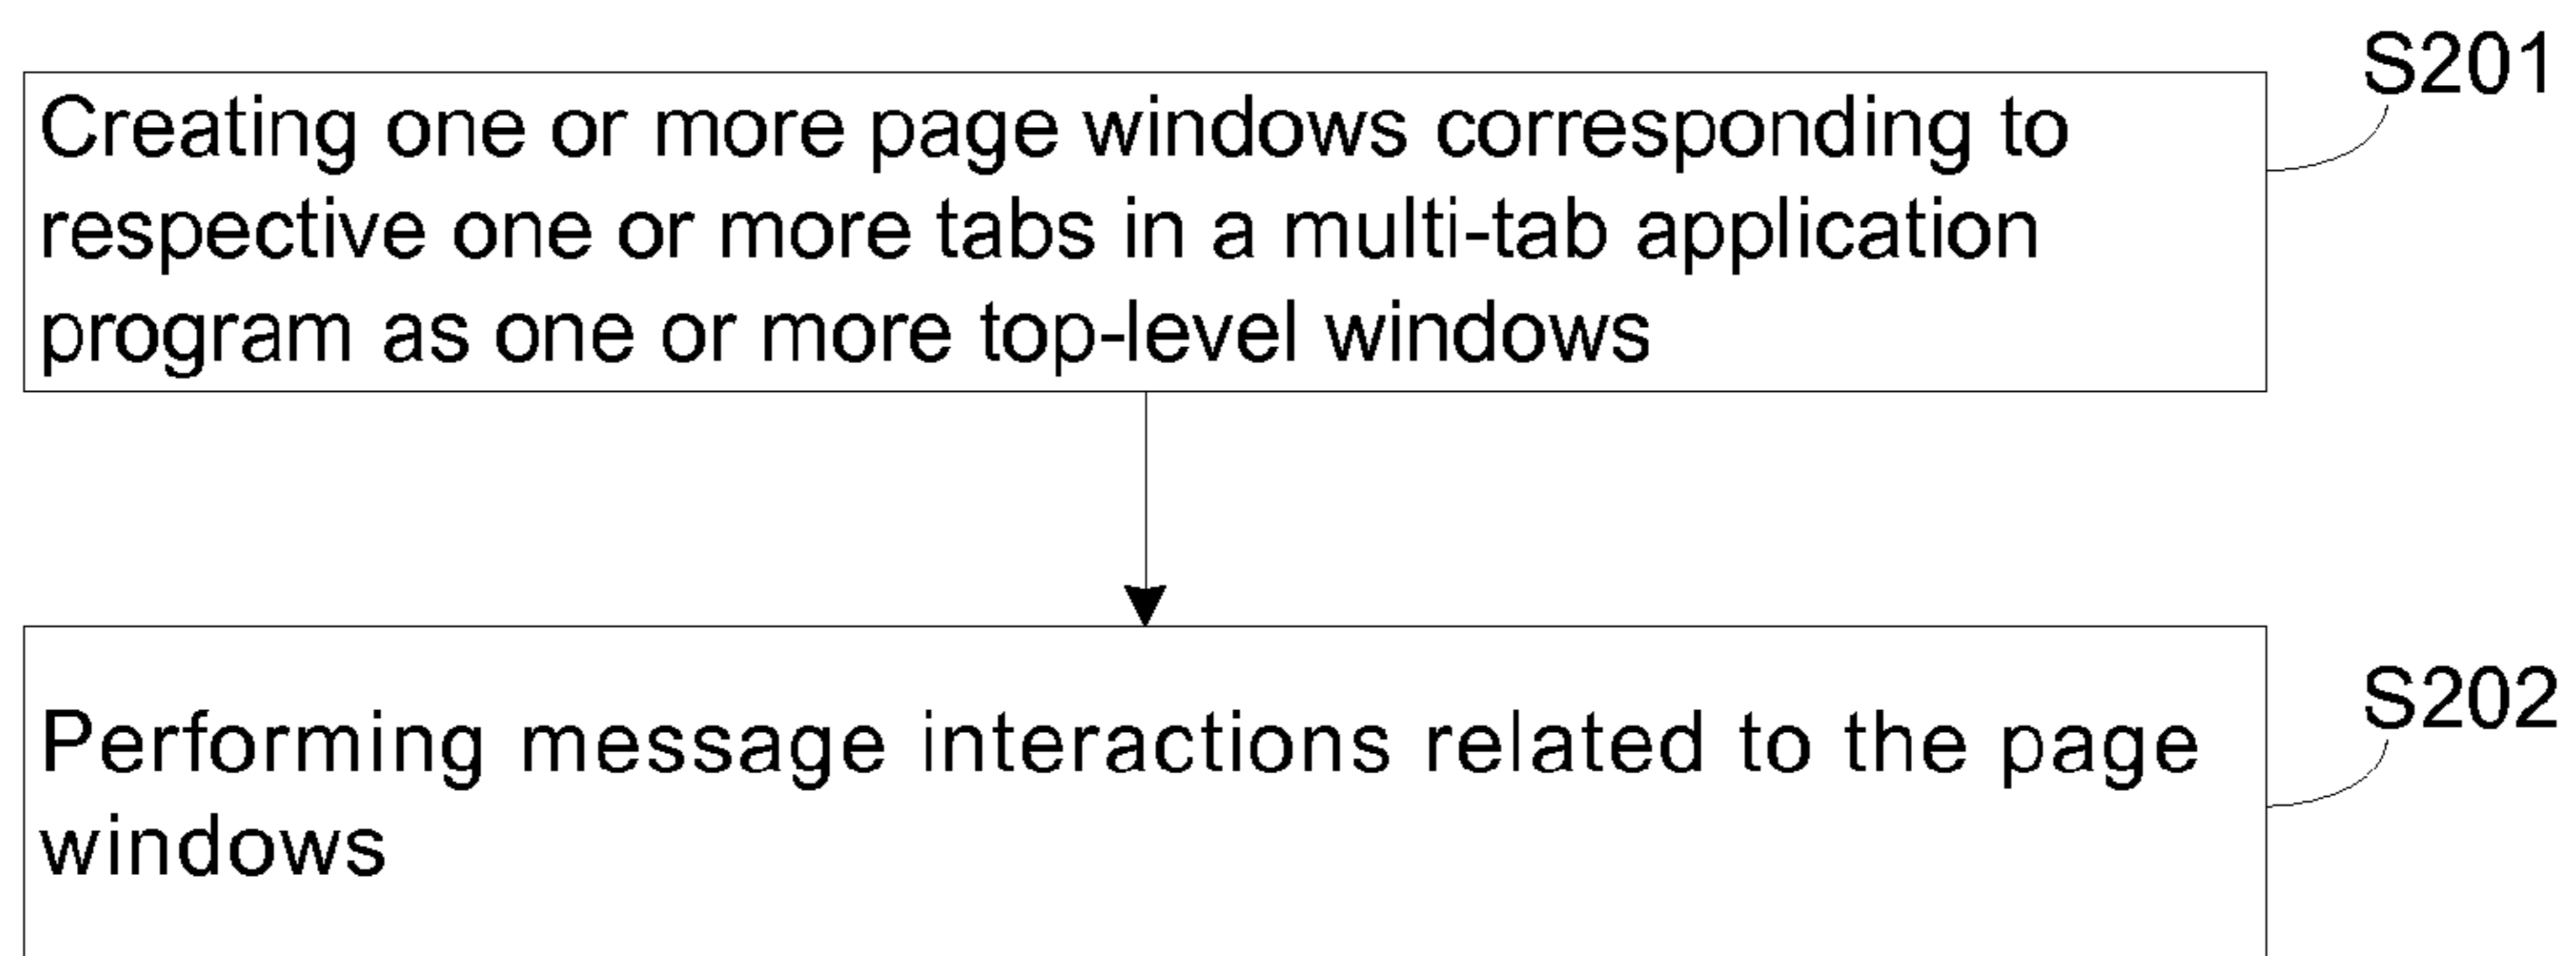 S201
Creating one or more page windows corresponding to
respective one or more tabs in a multi-tab application
program as one or more top-level windows
S202
Performing message interactions related to the page
windows